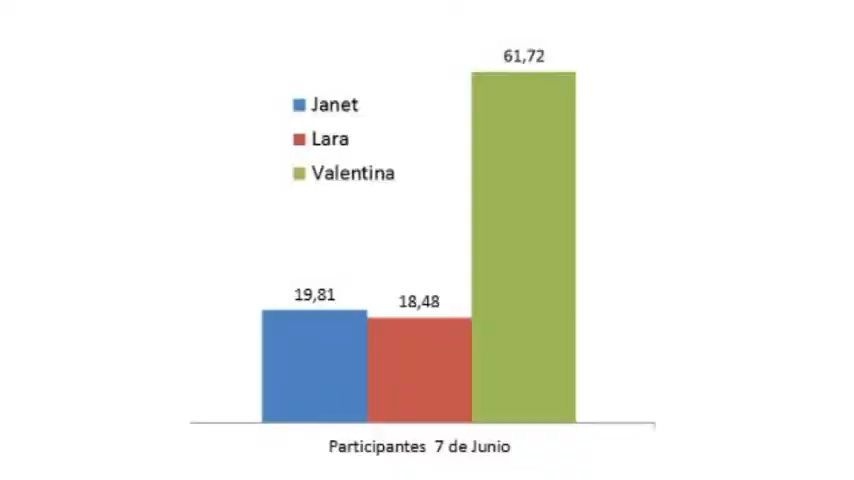 61,72
Janet
Lara
Valentina
19,81
18,48
Participantes 7 de Junio